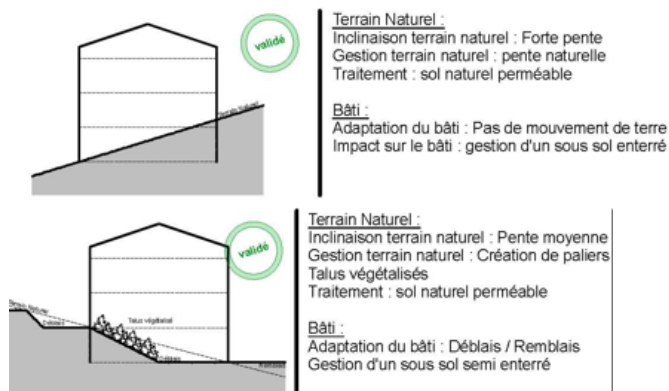 validé
Terrain Naturel
Terrain Naturel :
Inclinaison terrain naturel : Forte pente
Gestion terrain naturel : pente naturelle
Traitement : sol naturel perméable
Bâti :
Adaptation du bâti : Pas de mouvement de terre
Impact sur le bâti : gestion d'un sous sol enterré
validé
Terrain Naturel
Déblais
Talus végétalisé
Déblais
Remblais
Terrain Naturel :
Inclinaison terrain naturel : Pente moyenne
Gestion terrain naturel : Création de paliers
Talus végétalisés
Traitement : sol naturel perméable
Bâti :
Adaptation du bâti : Déblais / Remblais
Gestion d'un sous sol semi enterré